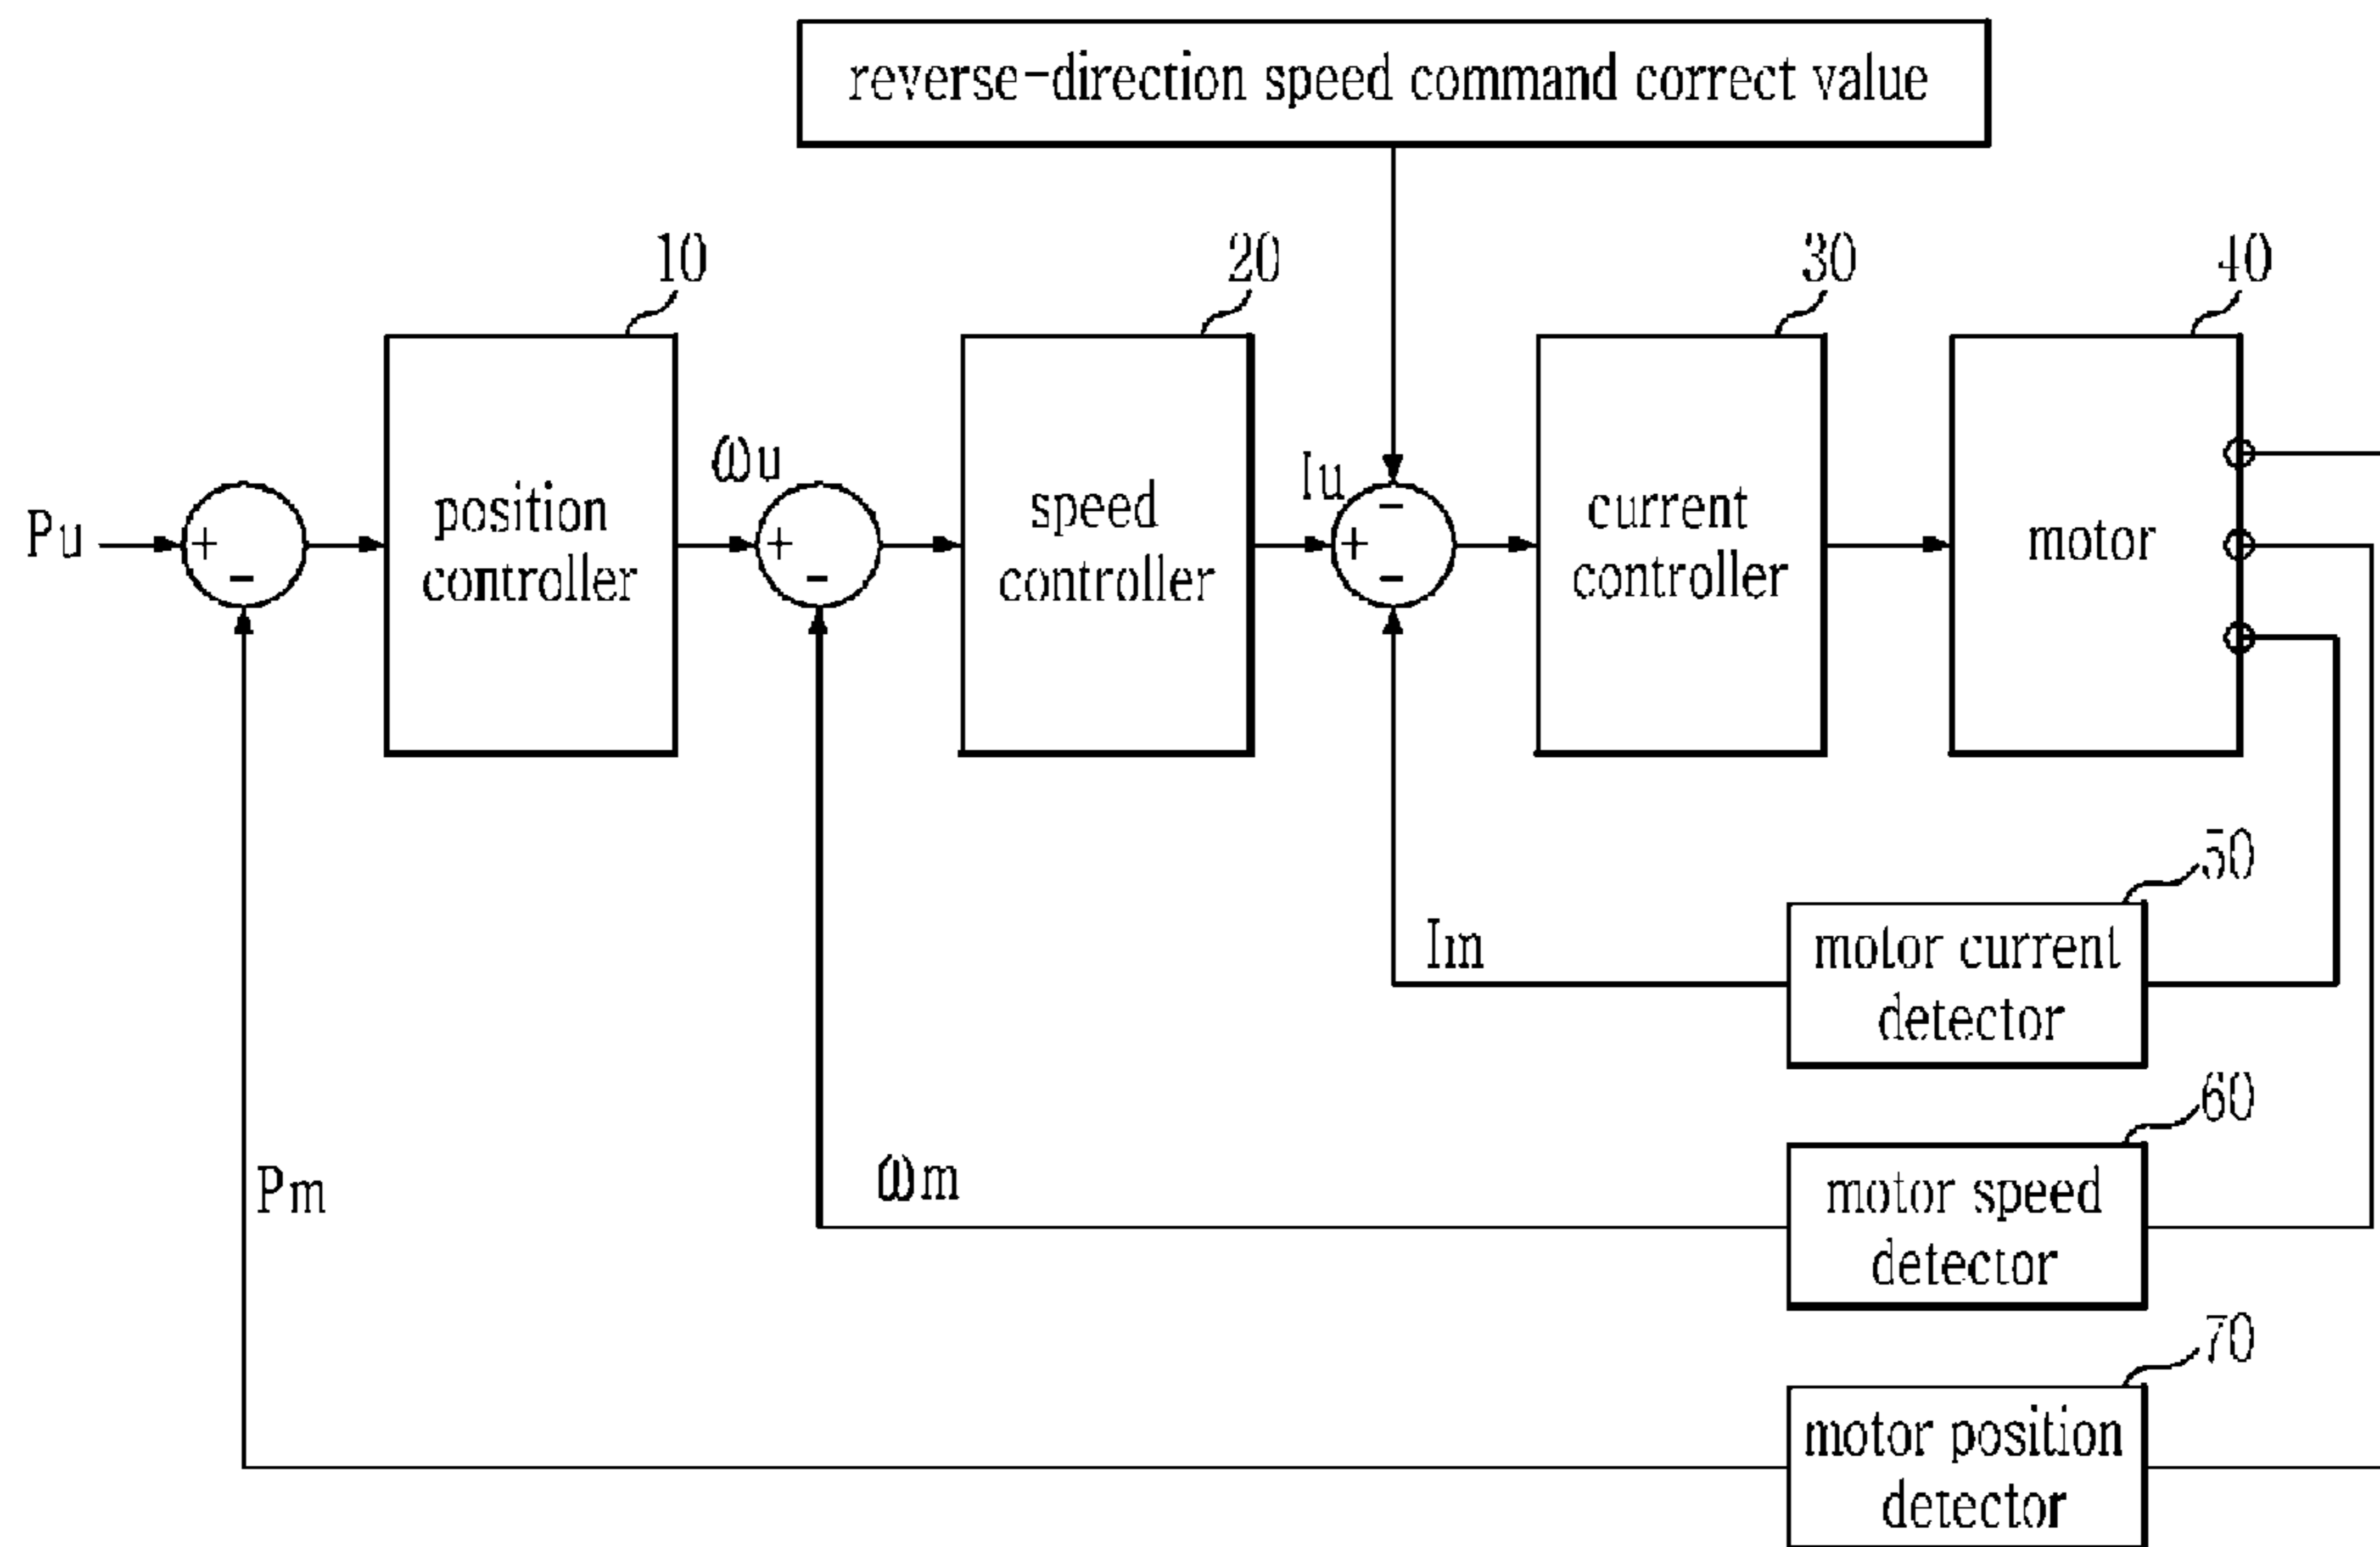 reverse-direction speed command correct value
10
20
30
40
Pu
+
-
position
controller
ωu
+
-
speed
controller
Iu
-
+
-
current
controller
motor
50
Im
motor current
detector
60
Pm
ωm
motor speed
detector
70
motor position
detector